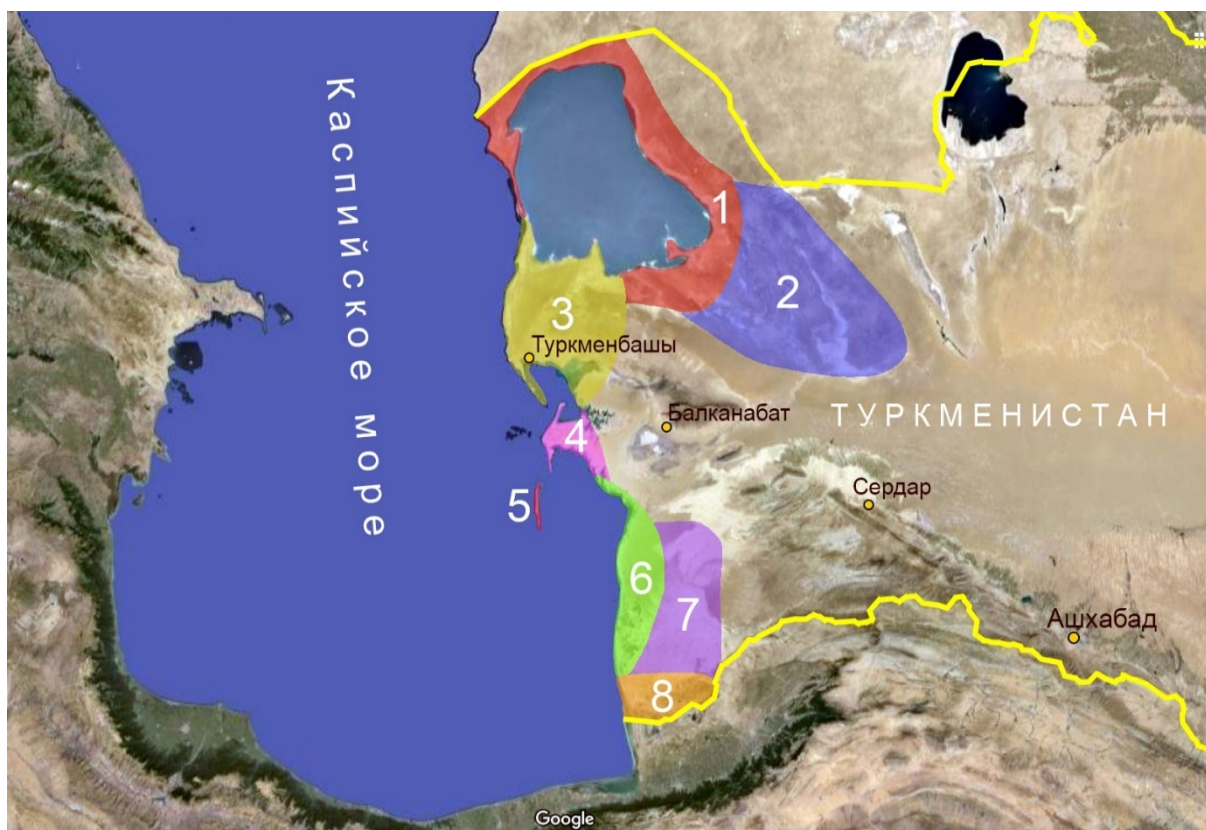 Каспийское море
1
2
3
Туркменбашы
Балканабат
ТУРКМЕНИСТАН
4
Сердар
5
6
7
Ашхабад
8
Google